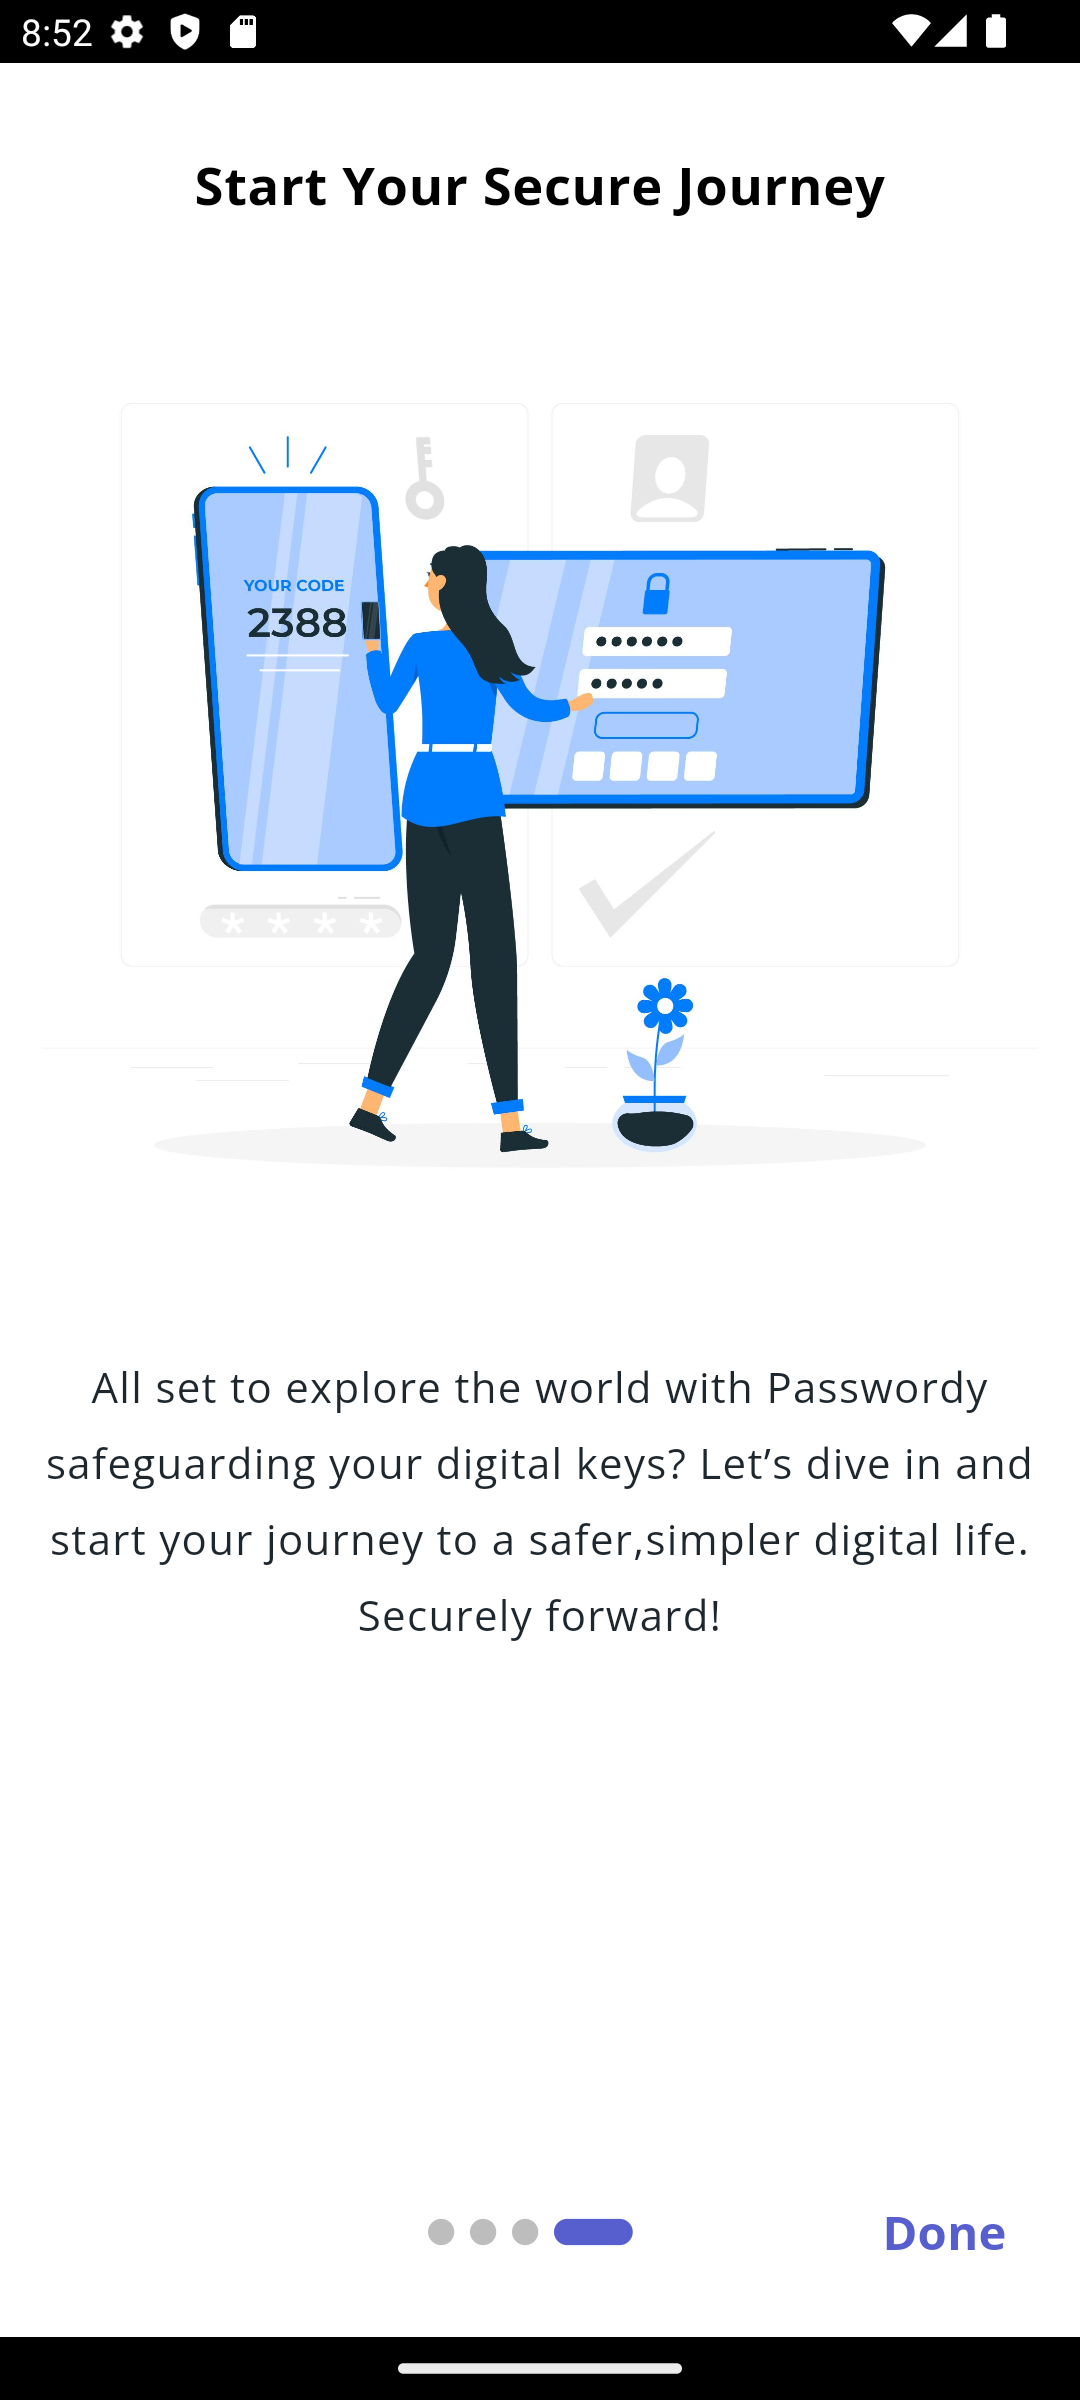 8:52
Start Your Secure Journey
YOUR CODE
2388
* * * *
All set to explore the world with Passwordy
safeguarding your digital keys? Let’s dive in and
start your journey to a safer,simpler digital life.
Securely forward!
Done